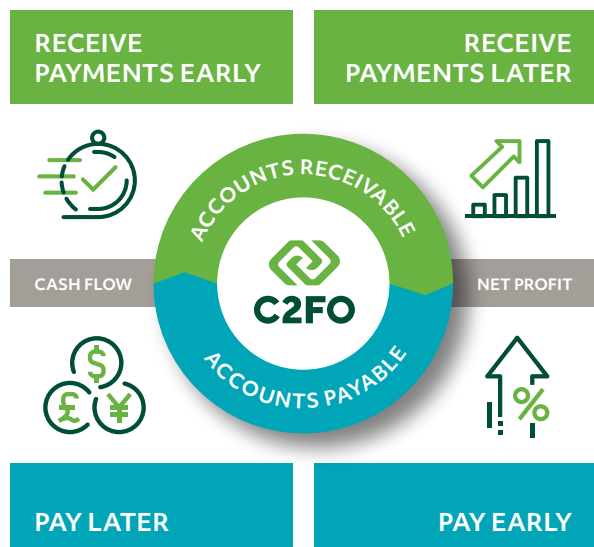 RECEIVE
PAYMENTS EARLY
RECEIVE
PAYMENTS LATER
ACCOUNTS RECEIVABLE
CASH FLOW
C2FO
NET PROFIT
ACCOUNTS PAYABLE
$
£
¥
%
PAY LATER
PAY EARLY